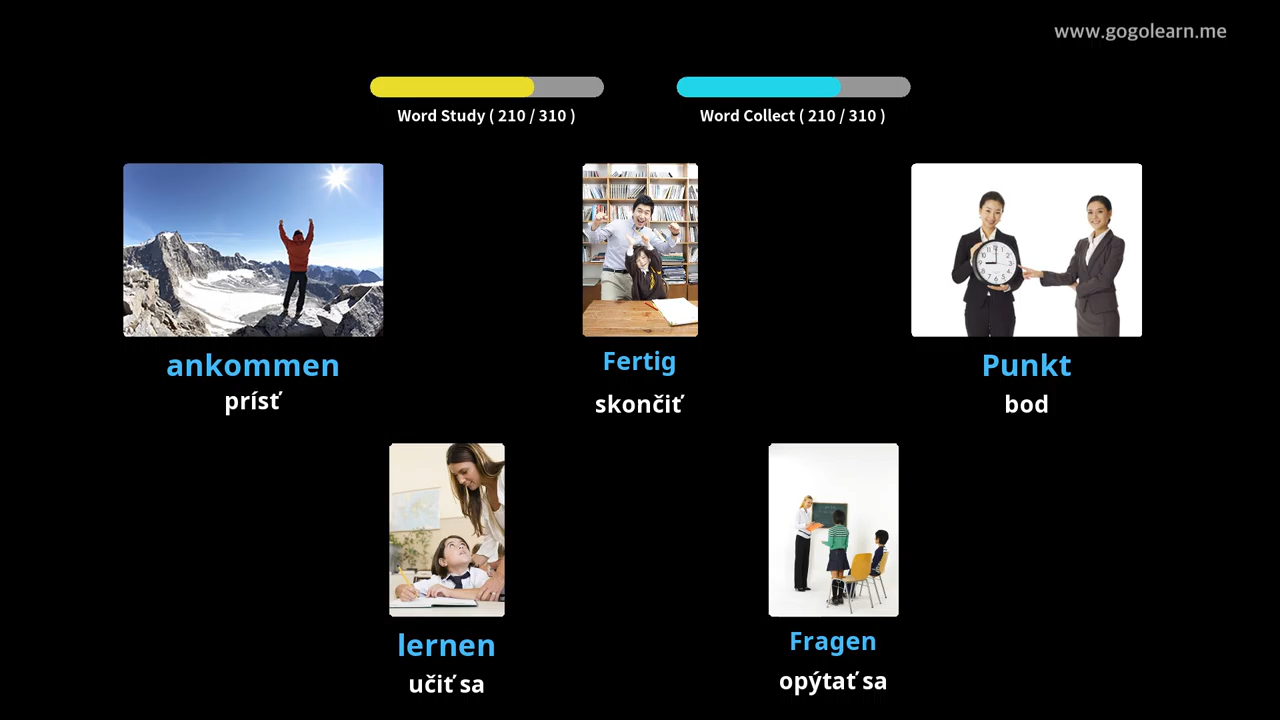 www.gogolearn.me
Word Study ( 210 / 310 )
Word Collect ( 210 / 310 )
ankommen
prísť
Fertig
skončiť
Punkt
bod
lernen
učiť sa
Fragen
opýtať sa